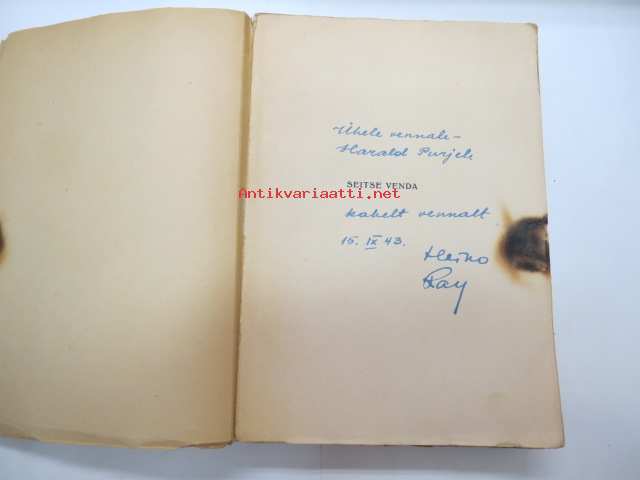 Ühele vennale -
Harald Purjele
SEITSE VENDA
Antikvariaatti.net
kahelt vennalt
15. IX 43.
Heino
Ray